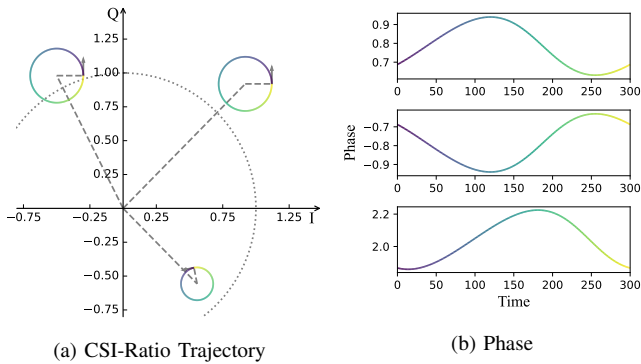 Q
1.25
1.00
0.75
0.50
0.25
−0.75 −0.25 0.25 0.75 I 1.25
−0.25
−0.50
−0.75
(a) CSI-Ratio Trajectory
0.9
0.8
0.7
0 50 100 150 200 250 300
−0.7
−0.8
−0.9
0 50 100 150 200 250 300
Phase
2.2
2.0
0 50 100 150 200 250 300
Time
(b) Phase